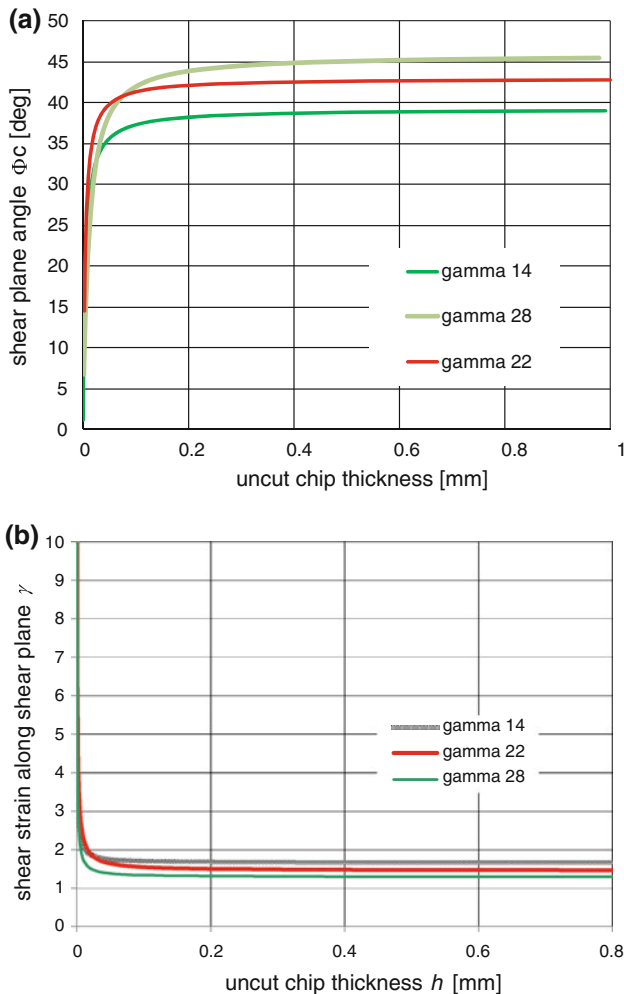 (a)
50
45
40
35
30
25
20
15
10
5
0
shear plane angle Φc [deg]
gamma 14
gamma 28
gamma 22
0
0.2
0.4
0.6
0.8
1
uncut chip thickness [mm]
(b)
10
9
8
7
6
5
4
3
2
1
0
shear strain along shear plane γ
gamma 14
gamma 22
gamma 28
0
0.2
0.4
0.6
0.8
uncut chip thickness h [mm]